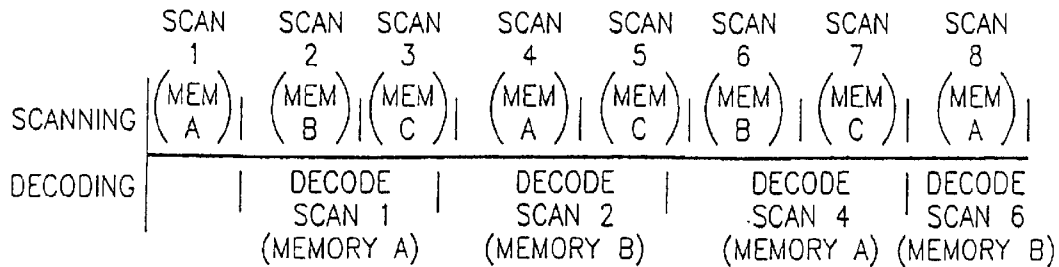 SCAN SCAN SCAN SCAN SCAN SCAN SCAN SCAN
1 2 3 4 5 6 7 8
SCANNING (MEM A) (MEM B) (MEM C) (MEM A) (MEM C) (MEM B) (MEM C) (MEM A)
DECODING DECODE DECODE DECODE DECODE
SCAN 1 SCAN 2 SCAN 4 SCAN 6
(MEMORY A) (MEMORY B) (MEMORY A) (MEMORY B)